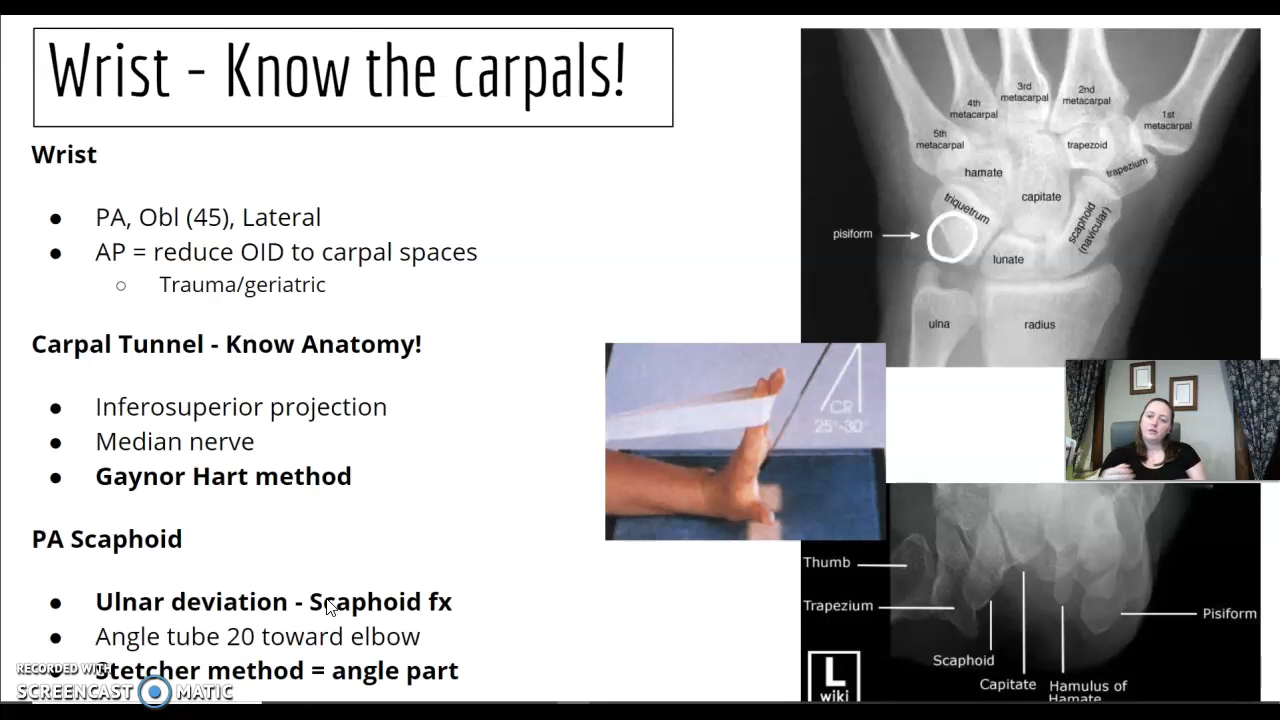 Wrist - Know the carpals!
Wrist
● PA, Obl (45), Lateral
● AP = reduce OID to carpal spaces
○ Trauma/geriatric
Carpal Tunnel - Know Anatomy!
● Inferosuperior projection
● Median nerve
● Gaynor Hart method
PA Scaphoid
● Ulnar deviation - Scaphoid fx
● Angle tube 20 toward elbow
● Stetcher method = angle part
RECORDED WITH
SCREENCAST MATIC
3rd
metacarpal
2nd
metacarpal
4th
metacarpal
1st
metacarpal
5th
metacarpal
trapezoid
trapezium
hamate
capitate
triquetrum
scaphoid
(navicular)
pisiform
lunate
ulna
radius
CR
25°-30°
Thumb
Trapezium
Pisiform
Scaphoid
Capitate
Hamulus of
Hamate
L
wiki